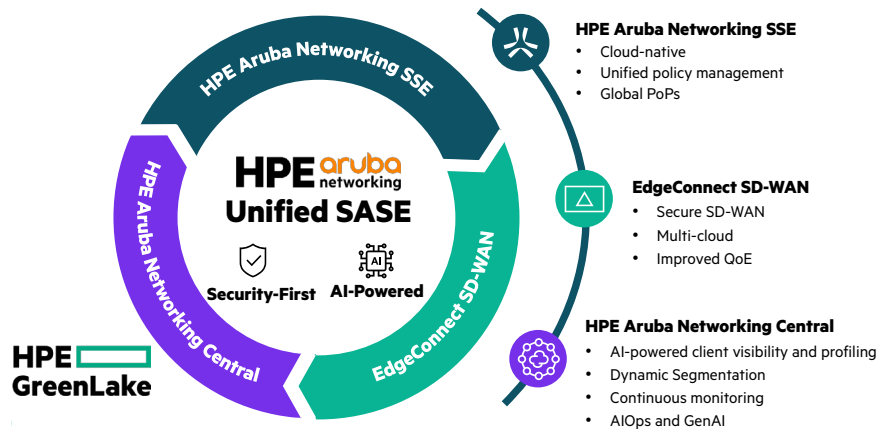 HPE Aruba Networking SSE
HPE Aruba Networking Central
EdgeConnect SD-WAN
HPE aruba
networking
Unified SASE
AI
Security-First
AI-Powered
HPE
GreenLake
HPE Aruba Networking SSE
• Cloud-native
• Unified policy management
• Global PoPs
EdgeConnect SD-WAN
• Secure SD-WAN
• Multi-cloud
• Improved QoE
HPE Aruba Networking Central
• AI-powered client visibility and profiling
• Dynamic Segmentation
• Continuous monitoring
• AIOps and GenAI